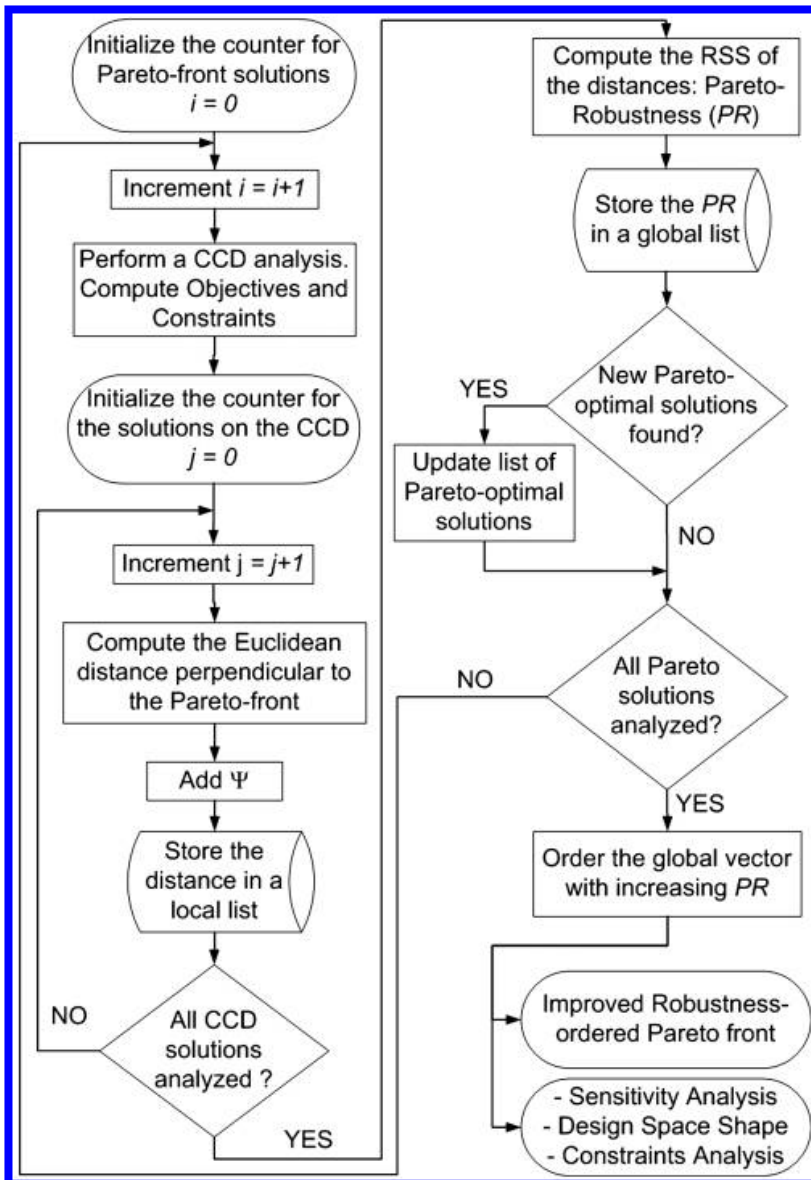 Initialize the counter for
Pareto-front solutions
i = 0
Increment i = i+1
Perform a CCD analysis.
Compute Objectives and
Constraints
Initialize the counter for
the solutions on the CCD
j = 0
Increment j = j+1
Compute the Euclidean
distance perpendicular to
the Pareto-front
Add Ψ
Store the
distance in a
local list
NO
All CCD
solutions
analyzed ?
YES
Compute the RSS of
the distances: Pareto-
Robustness (PR)
Store the PR
in a global list
YES
New Pareto-
optimal solutions
found?
Update list of
Pareto-optimal
solutions
NO
NO
All Pareto
solutions
analyzed?
YES
Order the global vector
with increasing PR
Improved Robustness-
ordered Pareto front
- Sensitivity Analysis
- Design Space Shape
- Constraints Analysis